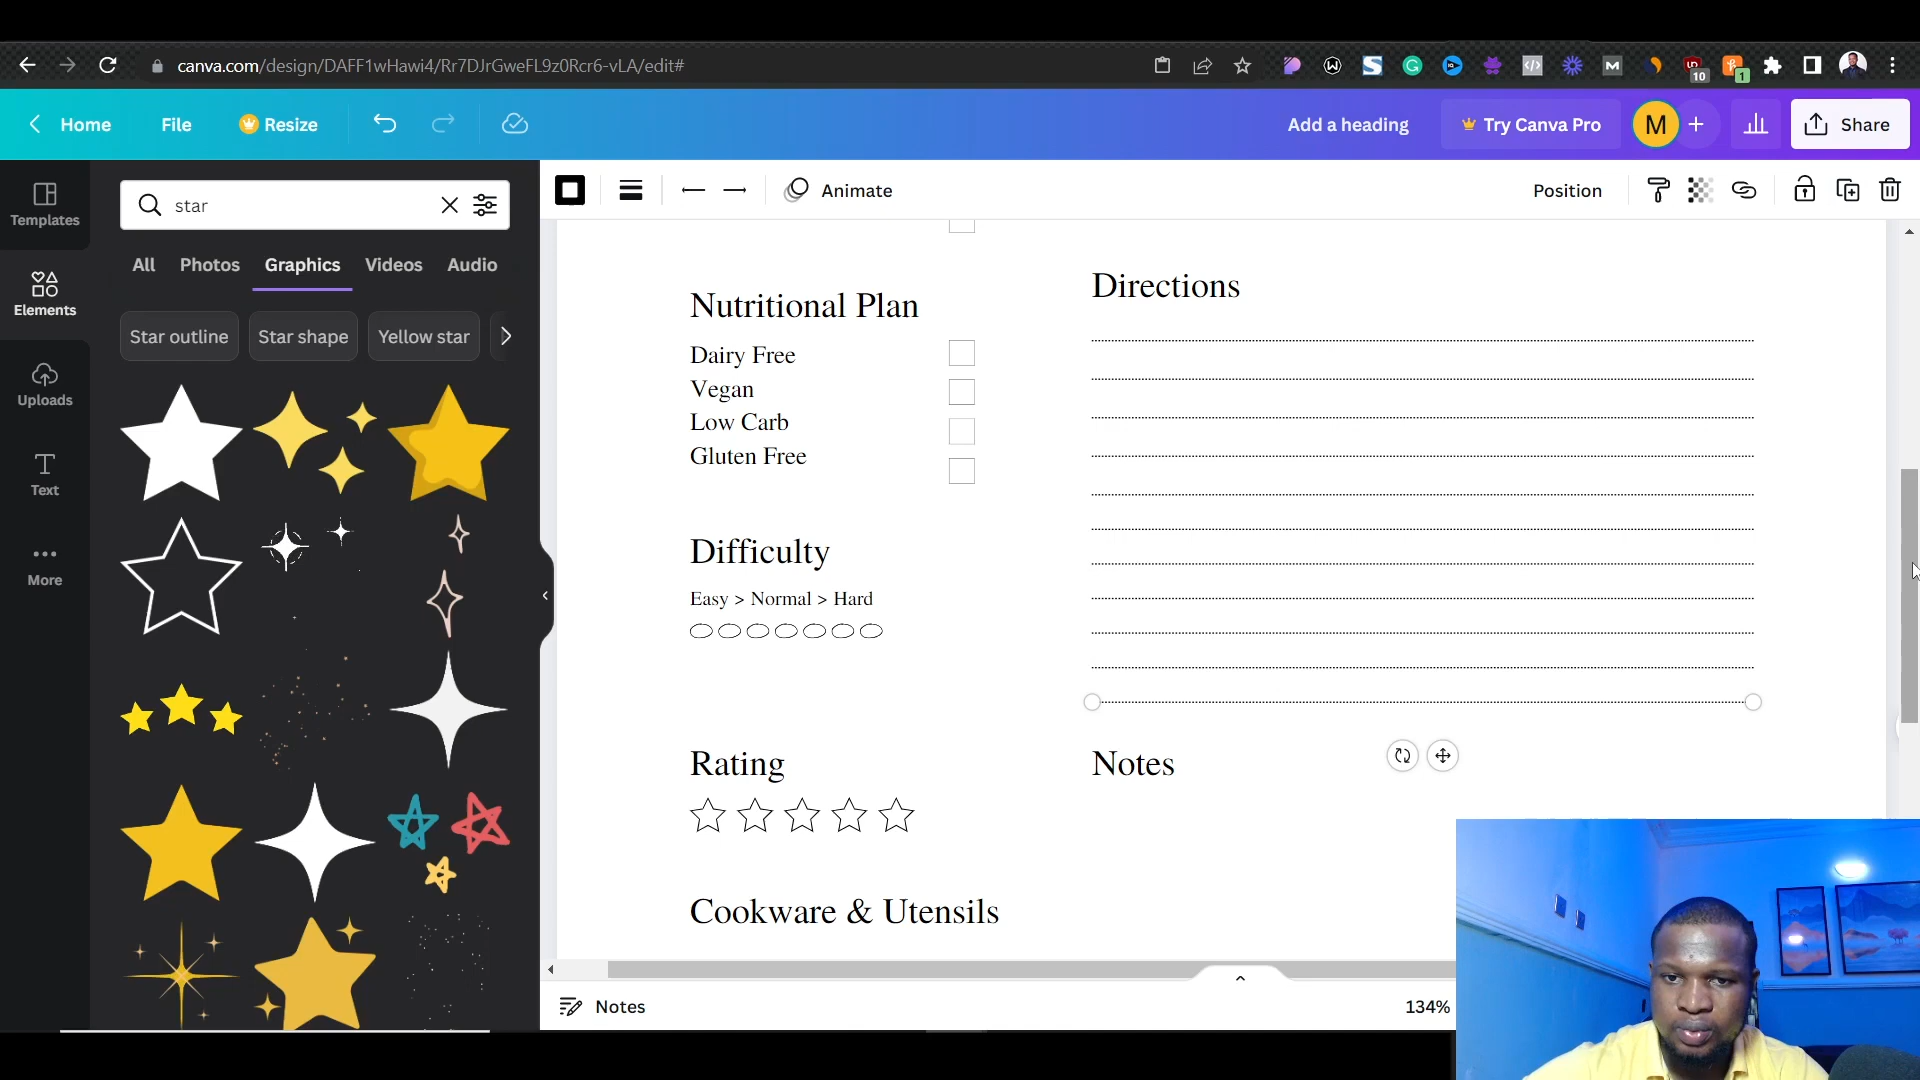 canva.com/design/DAFF1wHawi4/Rr7DJrGweFL9z0Rcr6-vLA/edit#
10
1
Home
File
Resize
Add a heading
Try Canva Pro
M
Share
Templates
Elements
Uploads
Text
More
star
All
Photos
Graphics
Videos
Audio
Star outline
Star shape
Yellow star
Animate
Position
Nutritional Plan
Dairy Free
Vegan
Low Carb
Gluten Free
Difficulty
Easy > Normal > Hard
Rating
Cookware & Utensils
Directions
Notes
Notes
134%